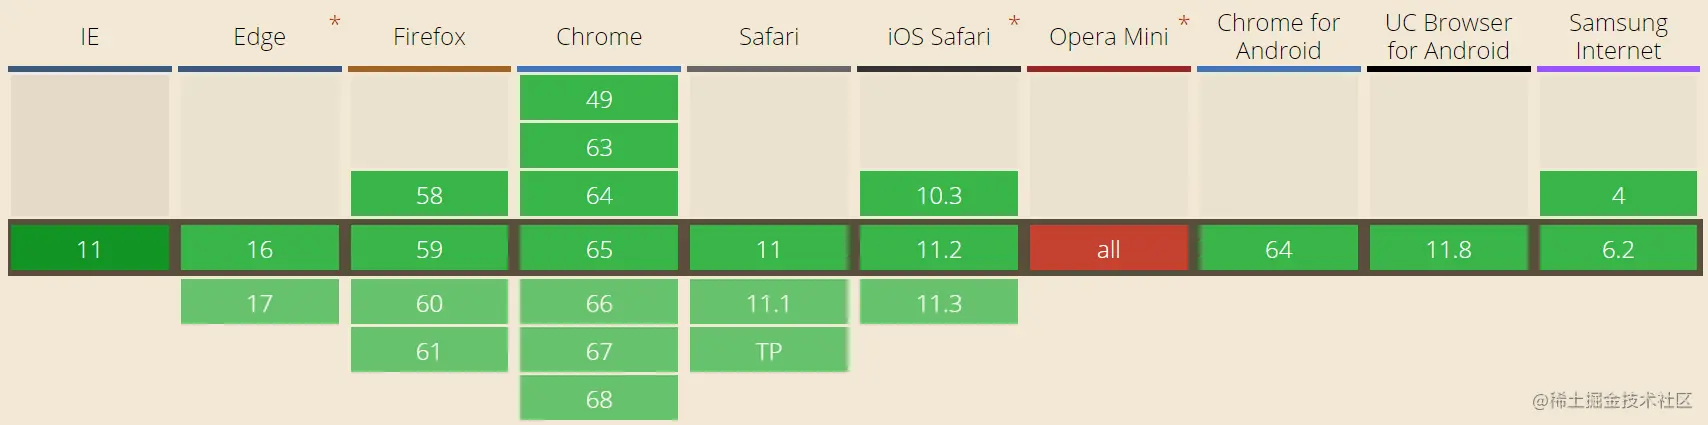 IE Edge * Firefox Chrome Safari iOS Safari * Opera Mini * Chrome for Android UC Browser for Android Samsung Internet
49
63
58 64 10.3 4
11 16 59 65 11 11.2 all 64 11.8 6.2
17 60 66 11.1 11.3
61 67 TP
68
@稀土掘金技术社区